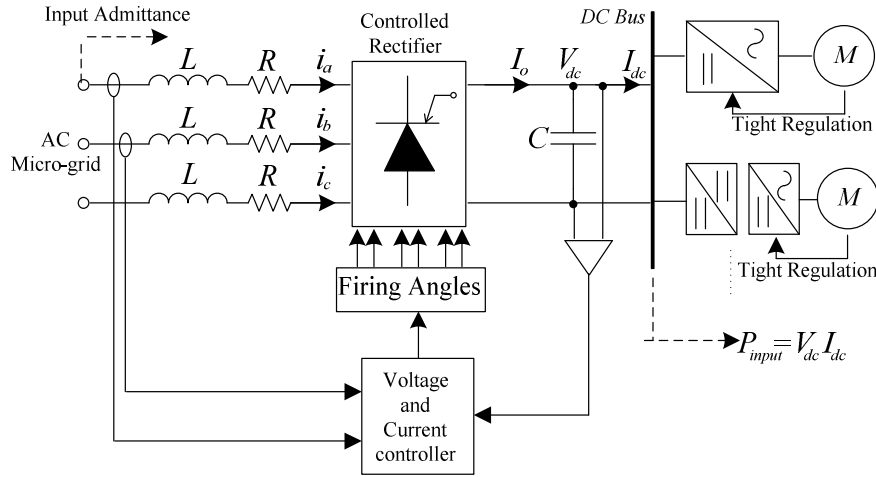 Input Admittance
Controlled
Rectifier
DC Bus
L
R
i_a
I_o
V_dc
I_dc
M
Tight Regulation
AC
Micro-grid
L
R
i_b
C
L
R
i_c
M
Tight Regulation
Firing Angles
P_input = V_dc I_dc
Voltage
and
Current
controller